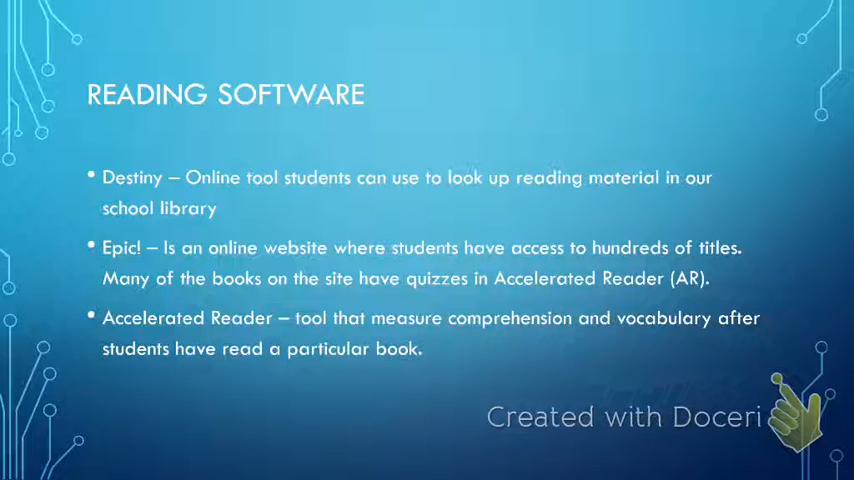 READING SOFTWARE
• Destiny – Online tool students can use to look up reading material in our
school library
• Epic! – Is an online website where students have access to hundreds of titles.
Many of the books on the site have quizzes in Accelerated Reader (AR).
• Accelerated Reader – tool that measure comprehension and vocabulary after
students have read a particular book.
Created with Doceri